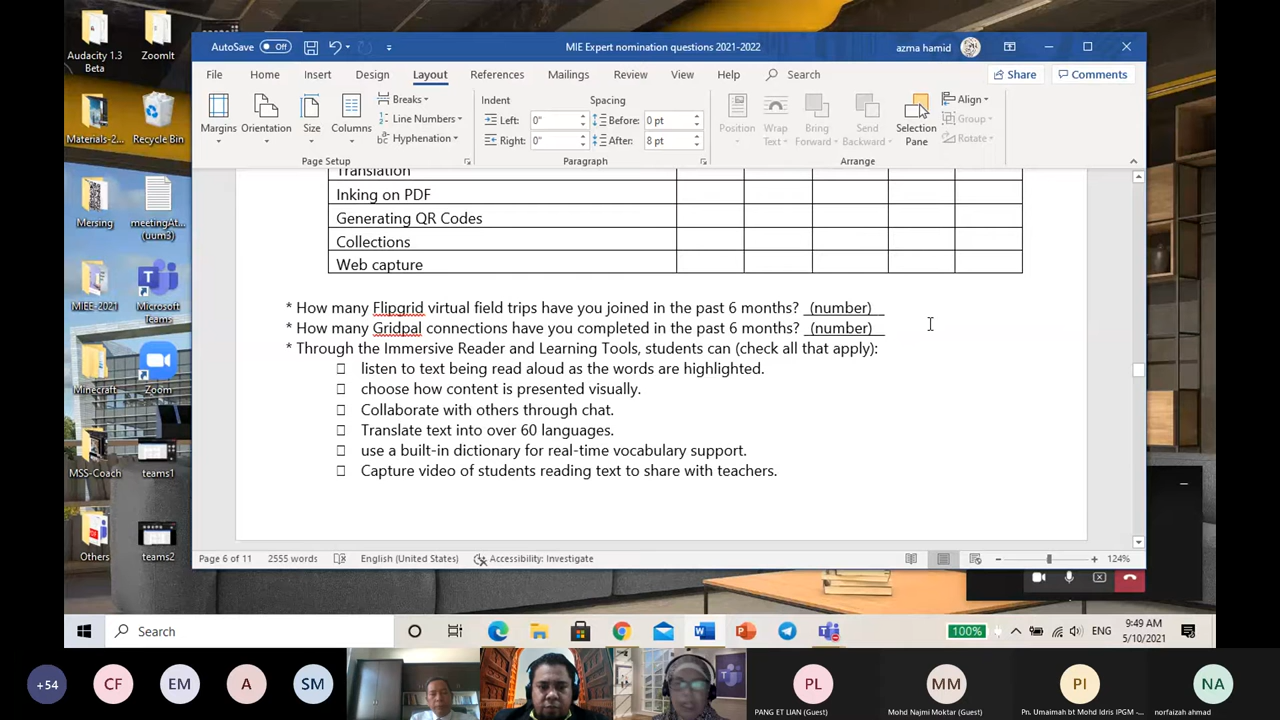 Audacity 1.3
Beta
ZoomIt
Materials-2...
Recycle Bin
Mersing
meetingAt...
(uum3)
MIEE-2021
Microsoft
Teams
Minecraft
Zoom
MSS-Coach
teams1
Others
teams2
AutoSave
Off
MIE Expert nomination questions 2021-2022
azma hamid
File
Home
Insert
Design
Layout
References
Mailings
Review
View
Help
Search
Share
Comments
Margins
Orientation
Size
Columns
Breaks
Line Numbers
Hyphenation
Page Setup
Indent
Left:
0"
Right:
0"
Spacing
Before:
0 pt
After:
8 pt
Paragraph
Position
Wrap
Text
Bring
Forward
Send
Backward
Selection
Pane
Align
Group
Rotate
Arrange
Translation
Inking on PDF
Generating QR Codes
Collections
Web capture
* How many Flipgrid virtual field trips have you joined in the past 6 months? _(number)_
* How many Gridpal connections have you completed in the past 6 months? _(number)_
* Through the Immersive Reader and Learning Tools, students can (check all that apply):
☐ listen to text being read aloud as the words are highlighted.
☐ choose how content is presented visually.
☐ Collaborate with others through chat.
☐ Translate text into over 60 languages.
☐ use a built-in dictionary for real-time vocabulary support.
☐ Capture video of students reading text to share with teachers.
Page 6 of 11
2555 words
English (United States)
Accessibility: Investigate
124%
Search
100%
ENG
9:49 AM
5/10/2021
+54
CF
EM
A
SM
PL
PANG ET LIAN (Guest)
MM
Mohd Najmi Moktar (Guest)
PI
Pn. Umaimah bt Mohd Idris IPGM -...
NA
norfaizah ahmad